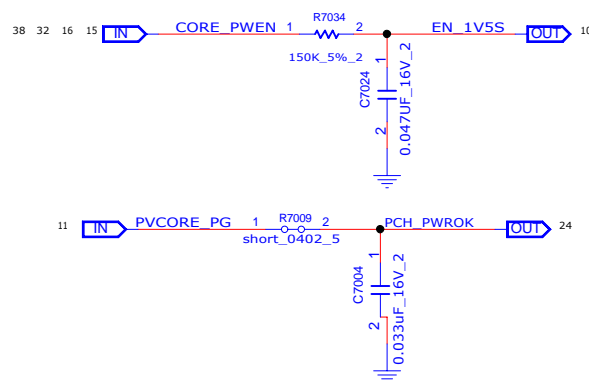 38 32 16 15 IN CORE_PWEN 1 R7034 2 EN_1V5S OUT 10
150K_5%_2
1
C7024
2
0.047UF_16V_2
11 IN PVCORE_PG 1 R7009 2 PCH_PWROK OUT 24
short_0402_5
1
C7004
2
0.033uF_16V_2